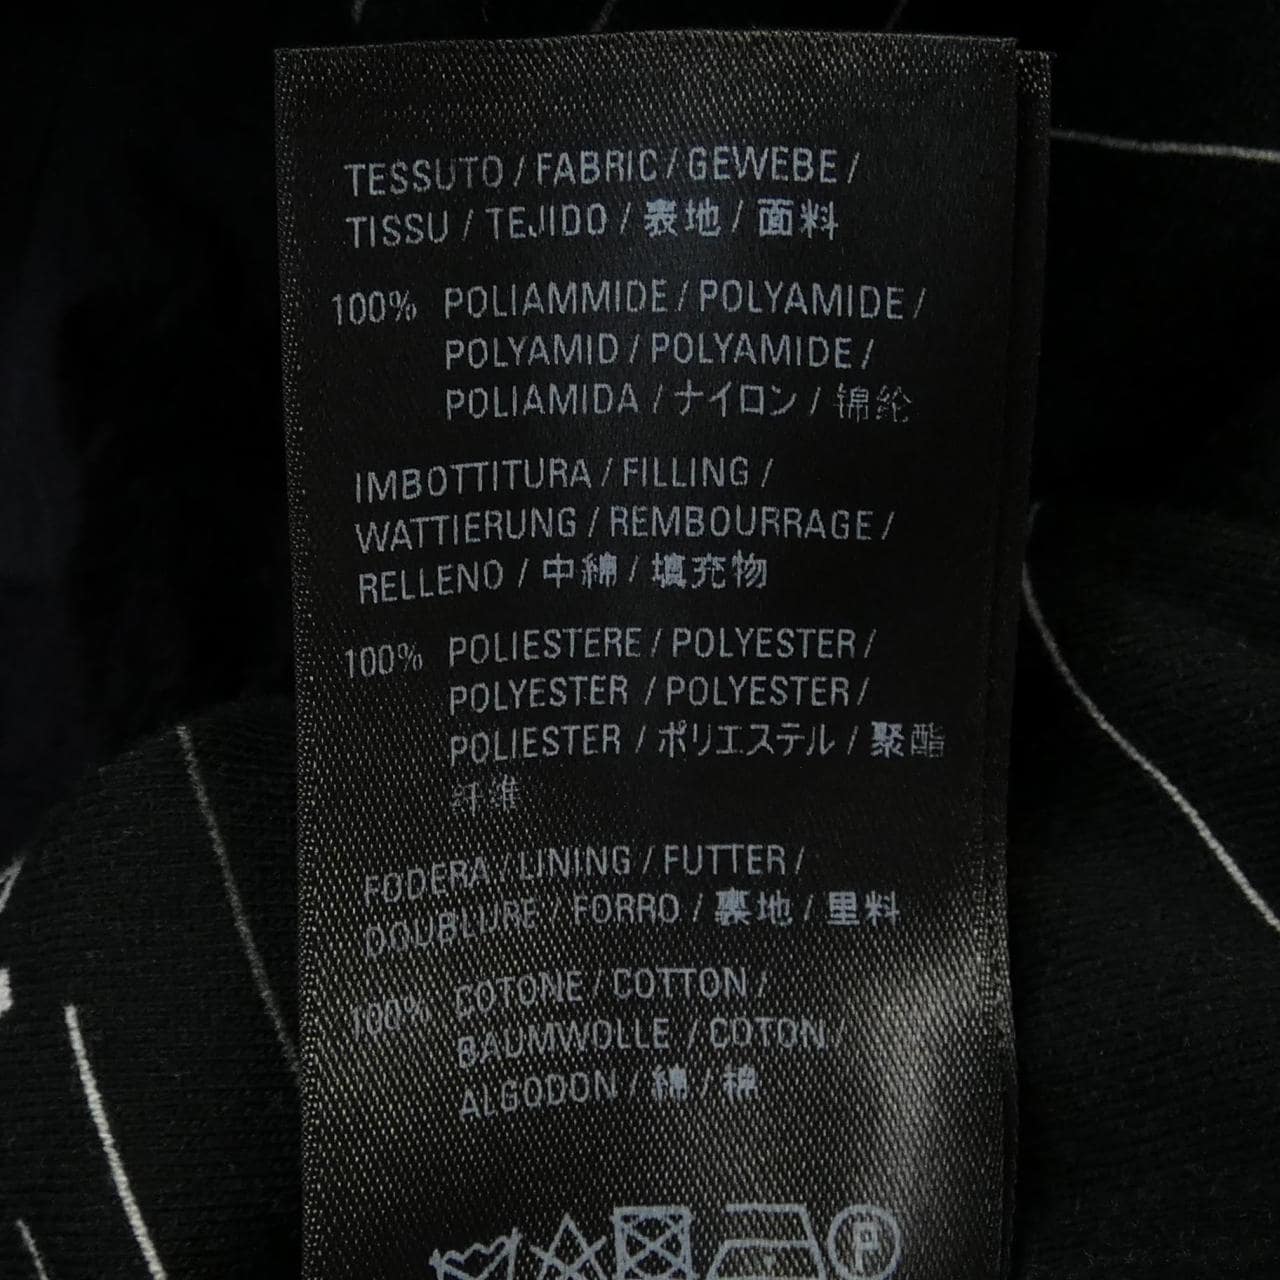 TESSUTO / FABRIC / GEWEBE /
TISSU / TEJIDO / 表地 / 面料
100% POLIAMMIDE / POLYAMIDE /
POLYAMID / POLYAMIDE /
POLIAMIDA / ナイロン / 锦纶
IMBOTTITURA / FILLING /
WATTIERUNG / REMBOURRAGE /
RELLENO / 中綿 / 填充物
100% POLIESTERE / POLYESTER /
POLYESTER / POLYESTER /
POLIESTER / ポリエステル / 聚酯
纤维
FODERA / LINING / FUTTER /
DOUBLURE / FORRO / 裏地 / 里料
100% COTONE / COTTON /
BAUMWOLLE / COTON /
ALGODON / 綿 / 棉
P